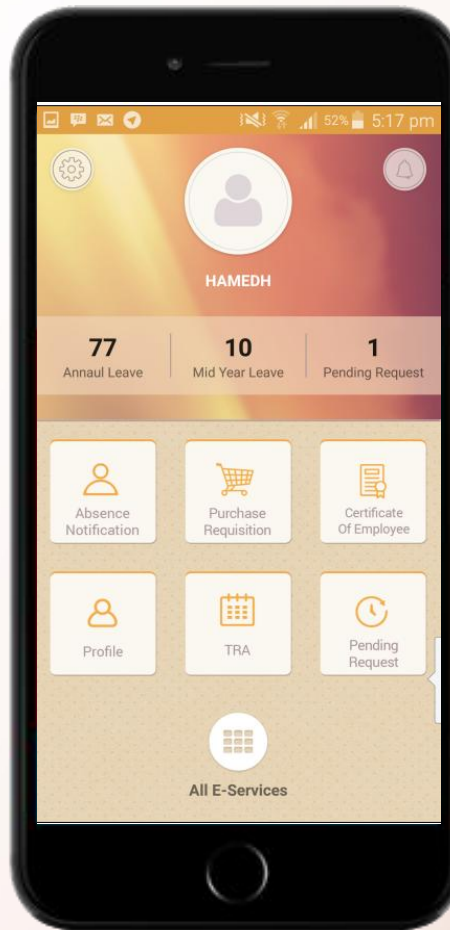 52% 5:17 pm
HAMEDH
77 10 1
Annaul Leave Mid Year Leave Pending Request
Absence Purchase Certificate
Notification Requisition Of Employee
Profile TRA Pending
Request
All E-Services